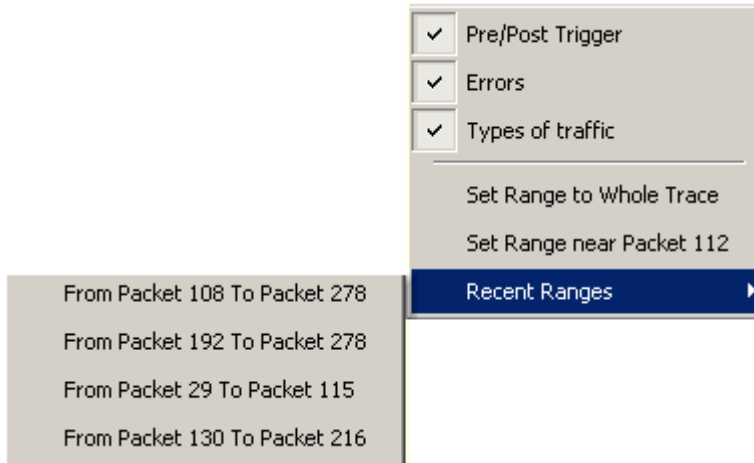 Pre/Post Trigger
Errors
Types of traffic
Set Range to Whole Trace
Set Range near Packet 112
Recent Ranges
From Packet 108 To Packet 278
From Packet 192 To Packet 278
From Packet 29 To Packet 115
From Packet 130 To Packet 216